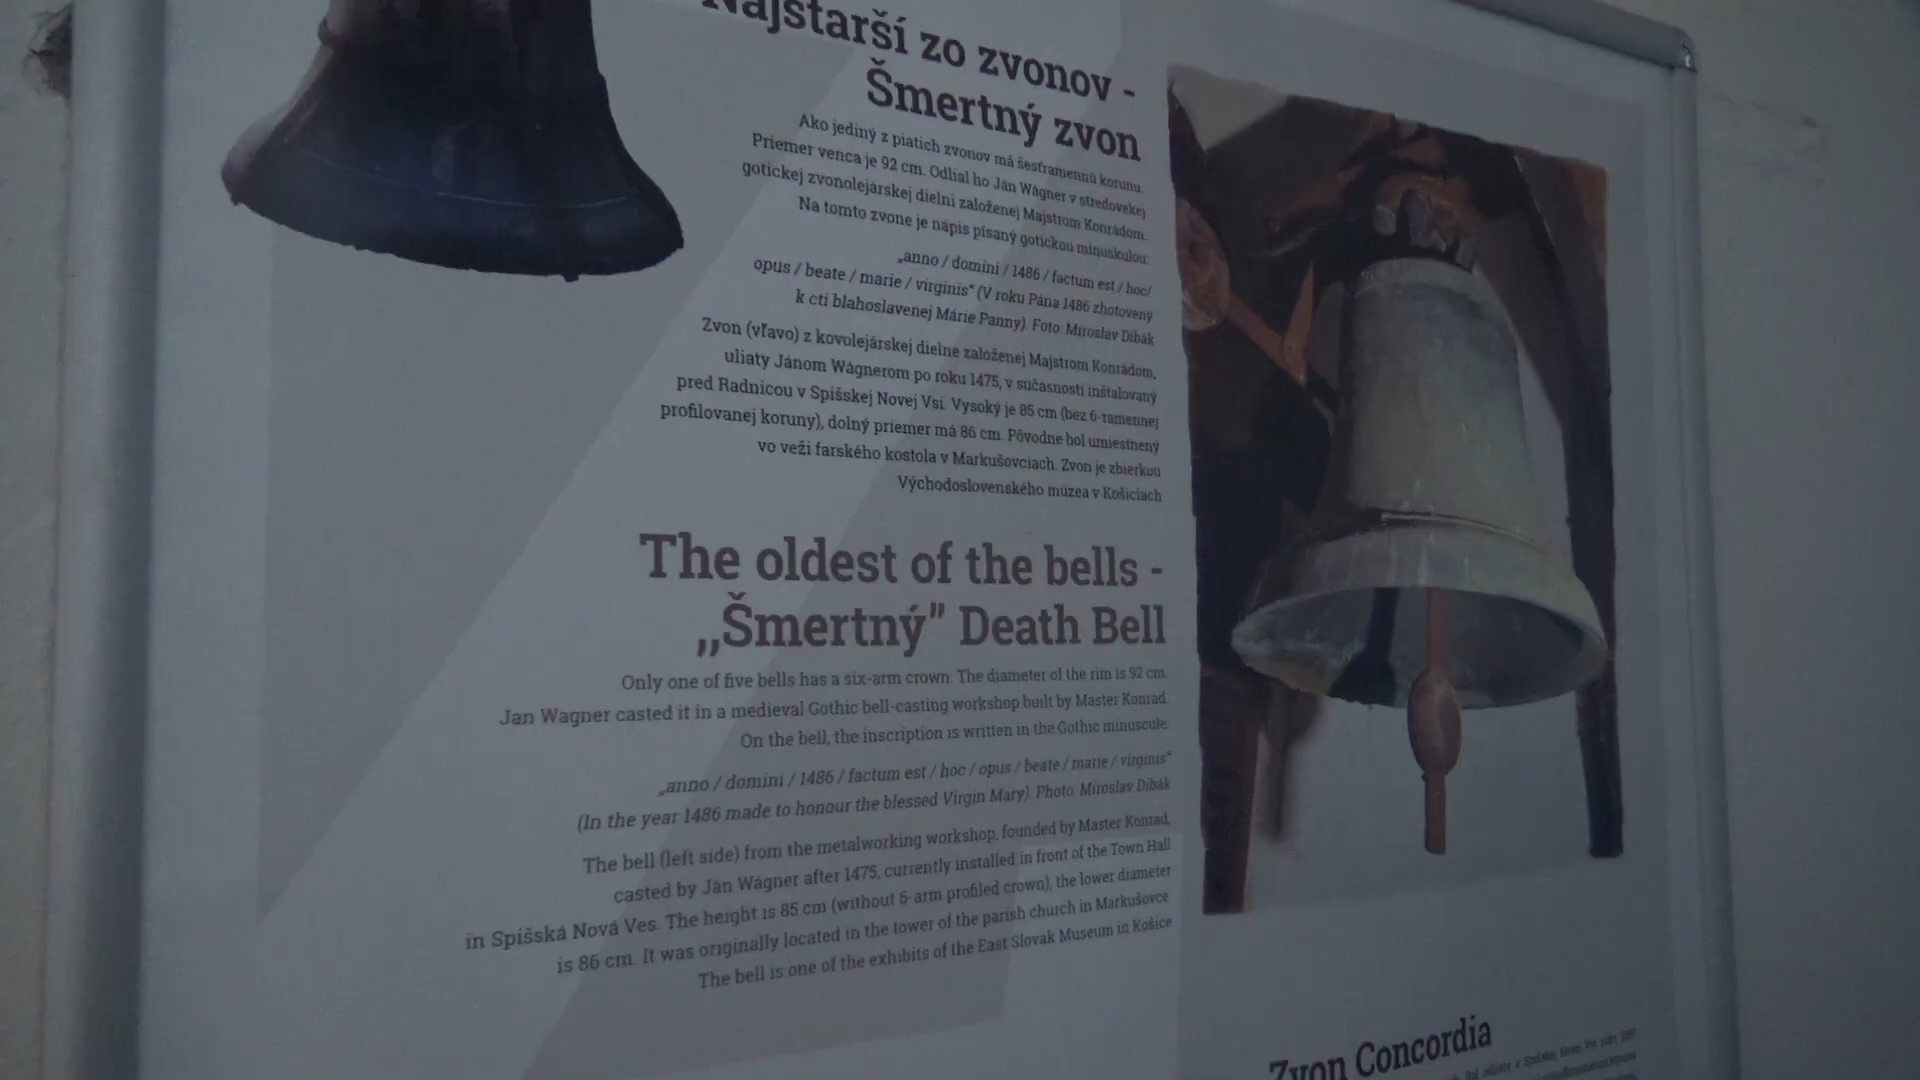 Najstarší zo zvonov -
Šmertný zvon
Ako jediný z piatich zvonov má šesťramennú korunu.
Priemer venca je 92 cm. Odlial ho Ján Wágner v stredovekej
gotickej zvonolejárskej dielni založenej Majstrom Konrádom.
Na tomto zvone je nápis písaný gotickou minuskulou:
„anno / domini / 1486 / factum est / hoc/
opus / beate / marie / virginis“ (V roku Pána 1486 zhotovený
k cti blahoslavenej Márie Panny). Foto: Miroslav Dibák
Zvon (vľavo) z kovolejárskej dielne založenej Majstrom Konrádom,
uliaty Jánom Wágnerom po roku 1475, v súčasnosti inštalovaný
pred Radnicou v Spišskej Novej Vsi. Vysoký je 85 cm (bez 6-ramennej
profilovanej koruny), dolný priemer má 86 cm. Pôvodne bol umiestnený
vo veži farského kostola v Markušovciach. Zvon je zbierkou
Východoslovenského múzea v Košiciach
The oldest of the bells -
,,Šmertný" Death Bell
Only one of five bells has a six-arm crown. The diameter of the rim is 92 cm.
Jan Wagner casted it in a medieval Gothic bell-casting workshop built by Master Konrad.
On the bell, the inscription is written in the Gothic minuscule:
„anno / domini / 1486 / factum est / hoc / opus / beate / marie / virginis“
(In the year 1486 made to honour the blessed Virgin Mary). Photo: Miroslav Dibák
The bell (left side) from the metalworking workshop, founded by Master Konrad,
casted by Ján Wágner after 1475, currently installed in front of the Town Hall
in Spišská Nová Ves. The height is 85 cm (without 6-arm profiled crown), the lower diameter
is 86 cm. It was originally located in the tower of the parish church in Markušovce
The bell is one of the exhibits of the East Slovak Museum in Košice
Zvon Concordia